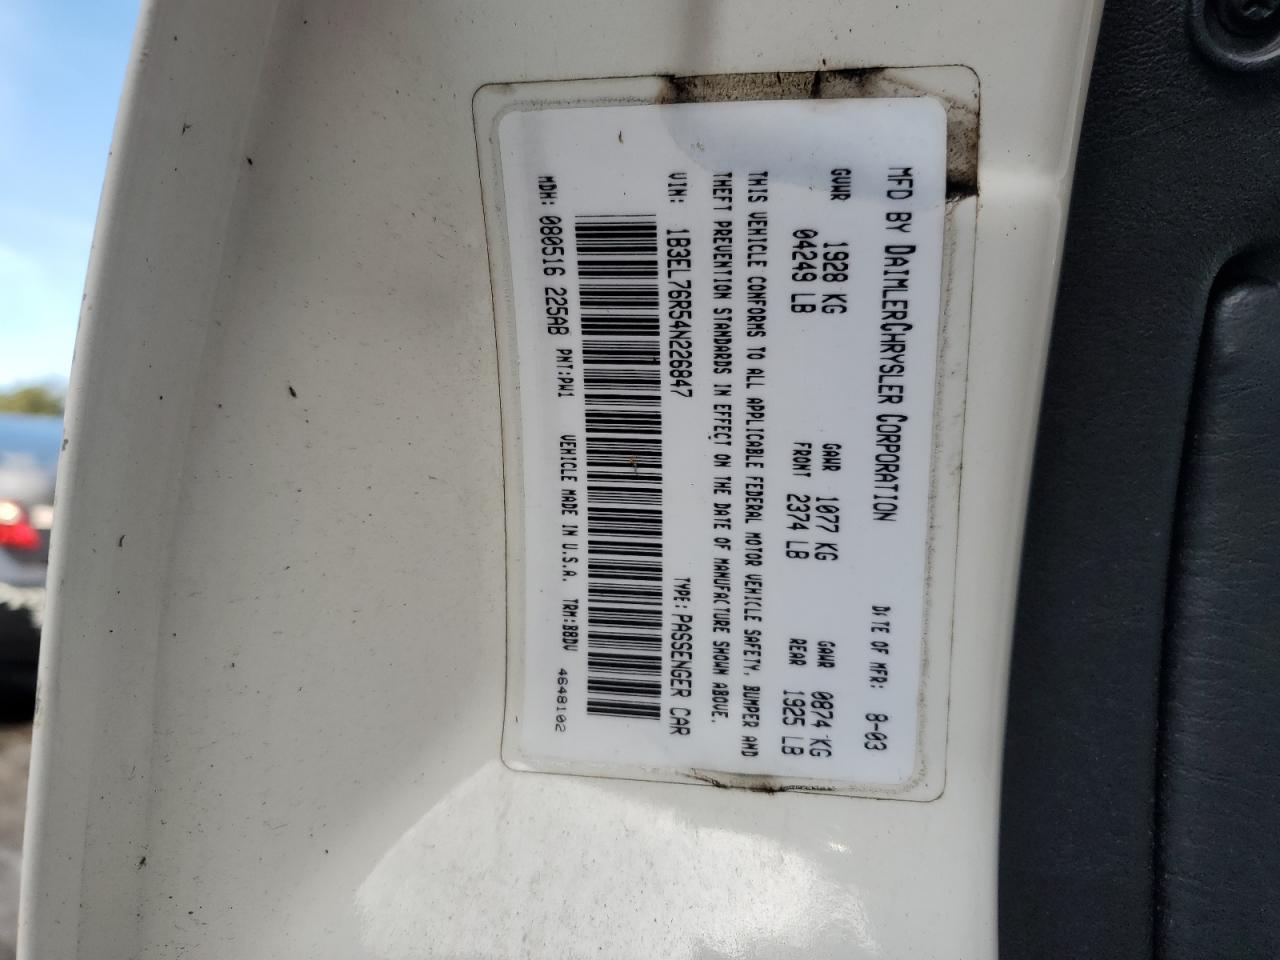 MFD BY DAIMLERCHRYSLER CORPORATION DATE OF MFR: 8-03
GVWR 1928 KG GAWR 1077 KG GAWR 0874 KG
04249 LB FRONT 2374 LB REAR 1925 LB
THIS VEHICLE CONFORMS TO ALL APPLICABLE FEDERAL MOTOR VEHICLE SAFETY, BUMPER AND
THEFT PREVENTION STANDARDS IN EFFECT ON THE DATE OF MANUFACTURE SHOWN ABOVE.
VIN: 1B3EL76R54N226847 TYPE: PASSENGER CAR
MDH: 080516 225AB PNT:PW1 VEHICLE MADE IN U.S.A. TRM:B8DV 4648102